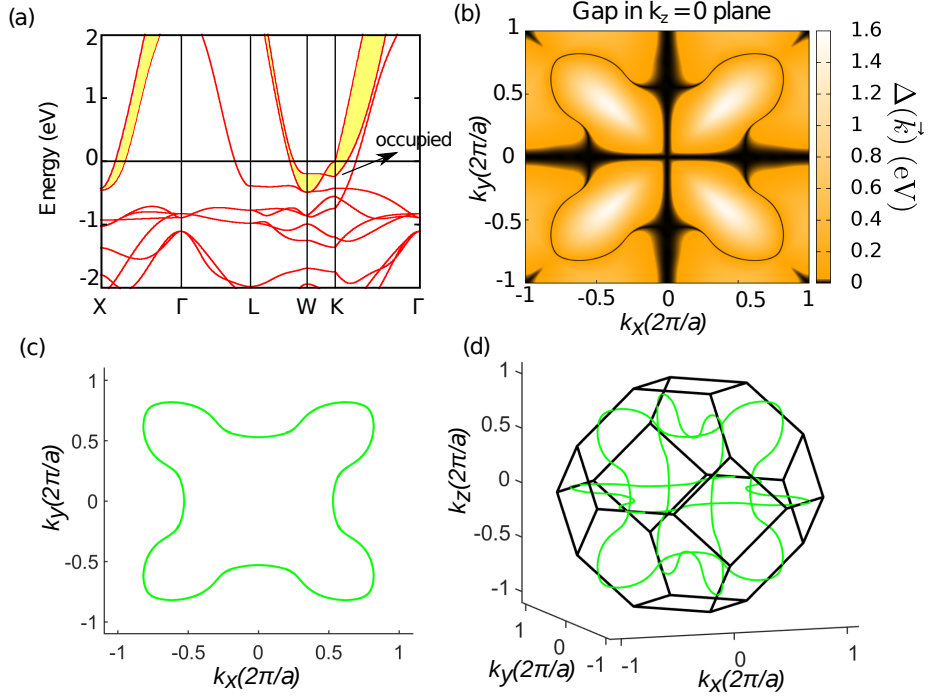 (a)
2
1
0
-1
-2
Energy (eV)
occupied
X Γ L W K Γ
(b)
Gap in k_z = 0 plane
1
0.5
0
-0.5
-1
k_y(2π/a)
-1 -0.5 0 0.5 1
k_x(2π/a)
1.6
1.4
1.2
1
0.8
0.6
0.4
0.2
0
Δ(k⃗) (eV)
(c)
1
0.5
0
-0.5
-1
k_y(2π/a)
-1 -0.5 0 0.5 1
k_x(2π/a)
(d)
1
0.5
0
-0.5
-1
k_z(2π/a)
1
0
-1
k_y(2π/a)
-1 0 1
k_x(2π/a)